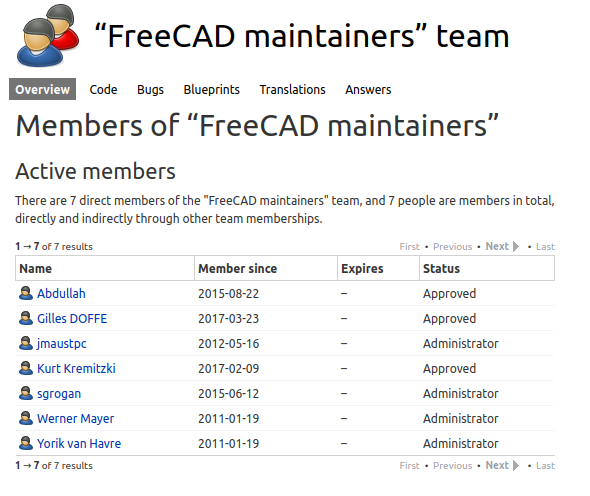 “FreeCAD maintainers” team
Overview Code Bugs Blueprints Translations Answers
Members of “FreeCAD maintainers”
Active members
There are 7 direct members of the "FreeCAD maintainers" team, and 7 people are members in total,
directly and indirectly through other team memberships.
1 → 7 of 7 results First • Previous • Next • Last
Name Member since Expires Status
Abdullah 2015-08-22 – Approved
Gilles DOFFE 2017-03-23 – Approved
jmaustpc 2012-05-16 – Administrator
Kurt Kremitzki 2017-02-09 – Approved
sgrogan 2015-06-12 – Administrator
Werner Mayer 2011-01-19 – Administrator
Yorik van Havre 2011-01-19 – Administrator
1 → 7 of 7 results First • Previous • Next • Last